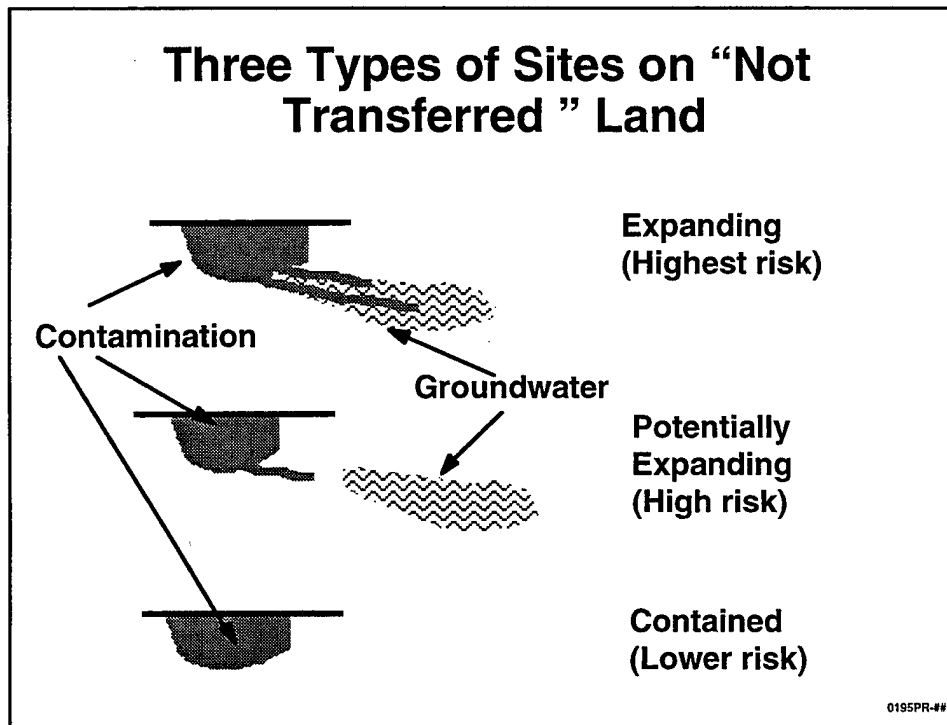 Three Types of Sites on “Not
Transferred ” Land
Expanding
(Highest risk)
Contamination
Groundwater
Potentially
Expanding
(High risk)
Contained
(Lower risk)
0195PR-##